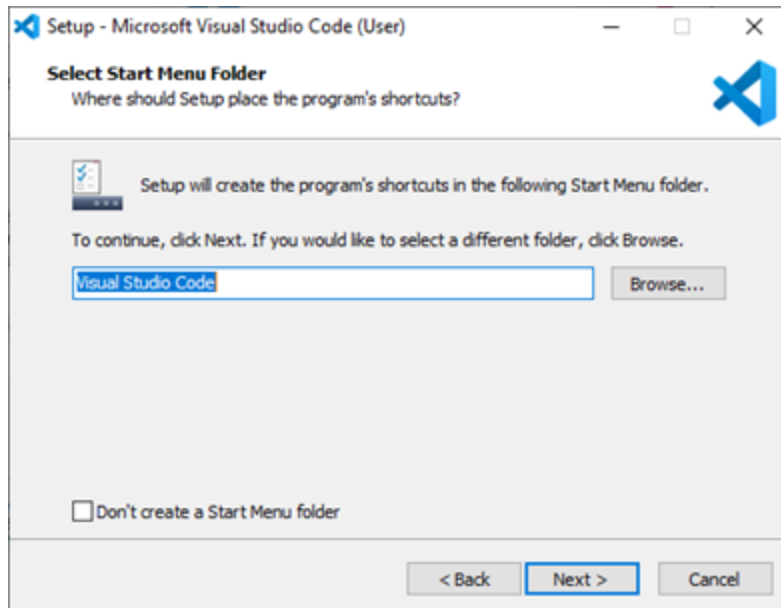 Setup - Microsoft Visual Studio Code (User)
Select Start Menu Folder
Where should Setup place the program's shortcuts?
Setup will create the program's shortcuts in the following Start Menu folder.
To continue, click Next. If you would like to select a different folder, click Browse.
Visual Studio Code
Browse...
Don't create a Start Menu folder
< Back
Next >
Cancel